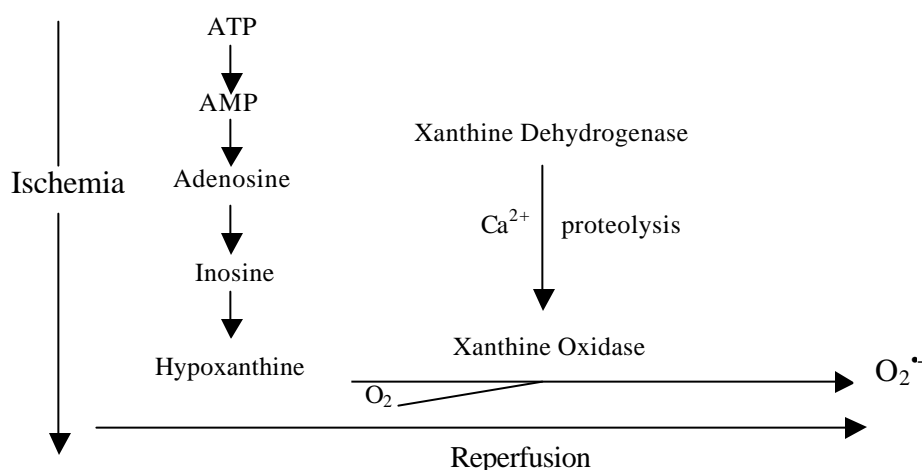 ATP
AMP
Xanthine Dehydrogenase
Ischemia
Adenosine
Ca²⁺ proteolysis
Inosine
Xanthine Oxidase
Hypoxanthine
O₂
O₂•−
Reperfusion